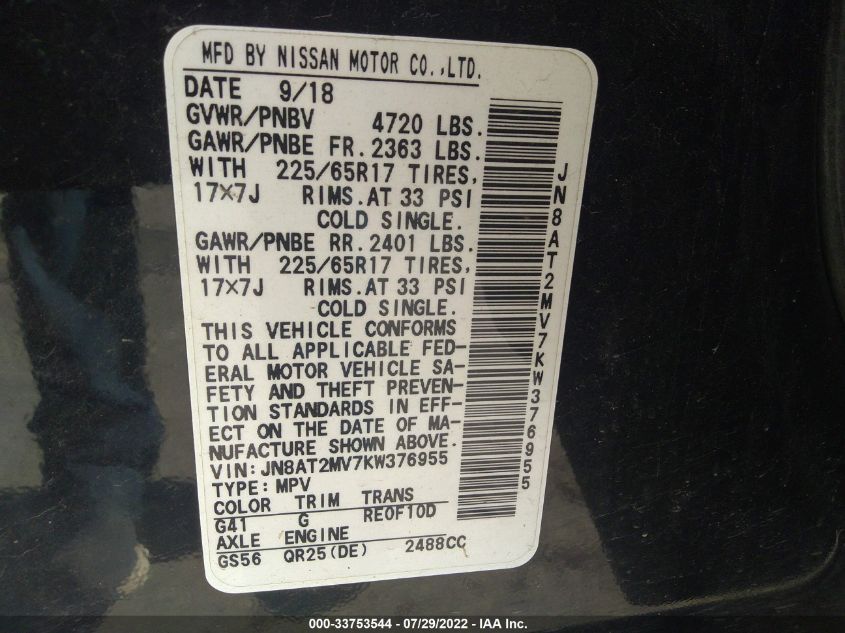 MFD BY NISSAN MOTOR CO.,LTD.
DATE 9/18
GVWR/PNBV 4720 LBS.
GAWR/PNBE FR. 2363 LBS.
WITH 225/65R17 TIRES,
17×7J RIMS. AT 33 PSI
COLD SINGLE.
GAWR/PNBE RR. 2401 LBS.
WITH 225/65R17 TIRES,
17×7J RIMS. AT 33 PSI
COLD SINGLE.
THIS VEHICLE CONFORMS
TO ALL APPLICABLE FED-
ERAL MOTOR VEHICLE SA-
FETY AND THEFT PREVEN-
TION STANDARDS IN EFF-
ECT ON THE DATE OF MA-
NUFACTURE SHOWN ABOVE.
VIN:JN8AT2MV7KW376955
TYPE: MPV
COLOR TRIM TRANS
G41 G RE0F10D
AXLE ENGINE
GS56 QR25(DE) 2488CC
JN8AT2MV7KW376955
000-33753544 / 07/29/2022 - IAA Inc.